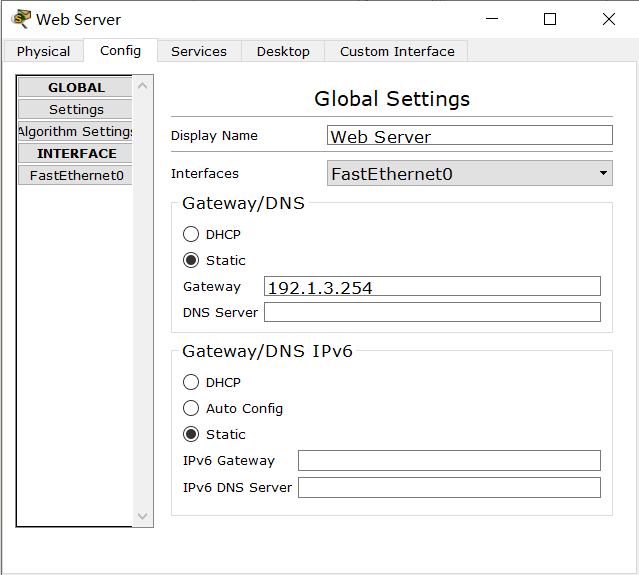 Web Server
Physical Config Services Desktop Custom Interface
GLOBAL
Settings
Algorithm Settings
INTERFACE
FastEthernet0
Global Settings
Display Name Web Server
Interfaces FastEthernet0
Gateway/DNS
DHCP
Static
Gateway 192.1.3.254
DNS Server
Gateway/DNS IPv6
DHCP
Auto Config
Static
IPv6 Gateway
IPv6 DNS Server